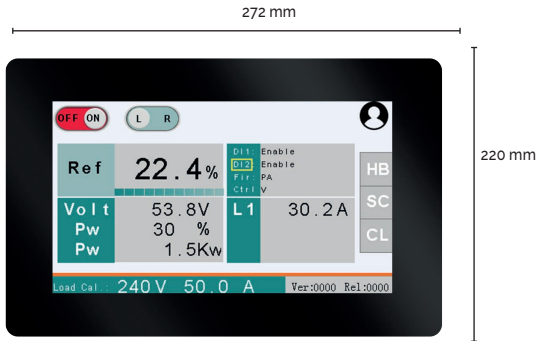 272 mm
220 mm
OFF ON
L R
Ref 22.4%
DI1: Enable
DI2: Enable
Fir: PA
Ctrl V
HB
SC
CL
Volt 53.8V
Pw 30 %
Pw 1.5Kw
L1 30.2A
Load Cal.: 240V 50.0 A Ver:0000 Rel:0000